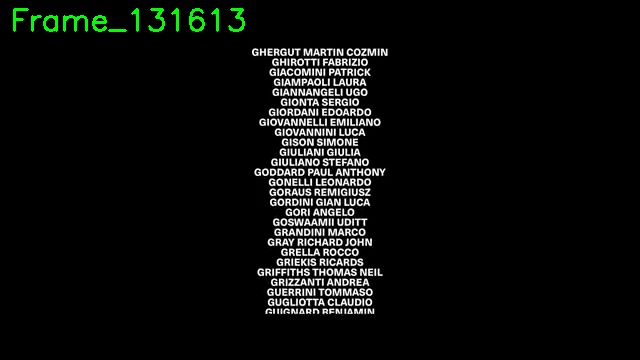 Frame_131613
GHERGUT MARTIN COZMIN
GHIROTTI FABRIZIO
GIACOMINI PATRICK
GIAMPAOLI LAURA
GIANNANGELI UGO
GIONTA SERGIO
GIORDANI EDOARDO
GIOVANNELLI EMILIANO
GIOVANNINI LUCA
GISON SIMONE
GIULIANI GIULIA
GIULIANO STEFANO
GODDARD PAUL ANTHONY
GONELLI LEONARDO
GORAUS REMIGIUSZ
GORDINI GIAN LUCA
GORI ANGELO
GOSWAAMII UDITT
GRANDINI MARCO
GRAY RICHARD JOHN
GRELLA ROCCO
GRIEKIS RICARDS
GRIFFITHS THOMAS NEIL
GRIZZANTI ANDREA
GUERRINI TOMMASO
GUGLIOTTA CLAUDIO
GUIGNARD BENJAMIN